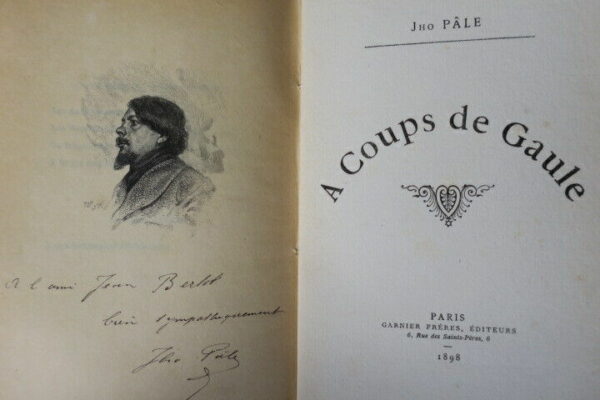 A l'ami Jean Bertot
bien sympathiquement
Jho Pâle
Jho PÂLE
A Coups de Gaule
PARIS
GARNIER FRÈRES, ÉDITEURS
6, Rue des Saints-Pères, 6
1898